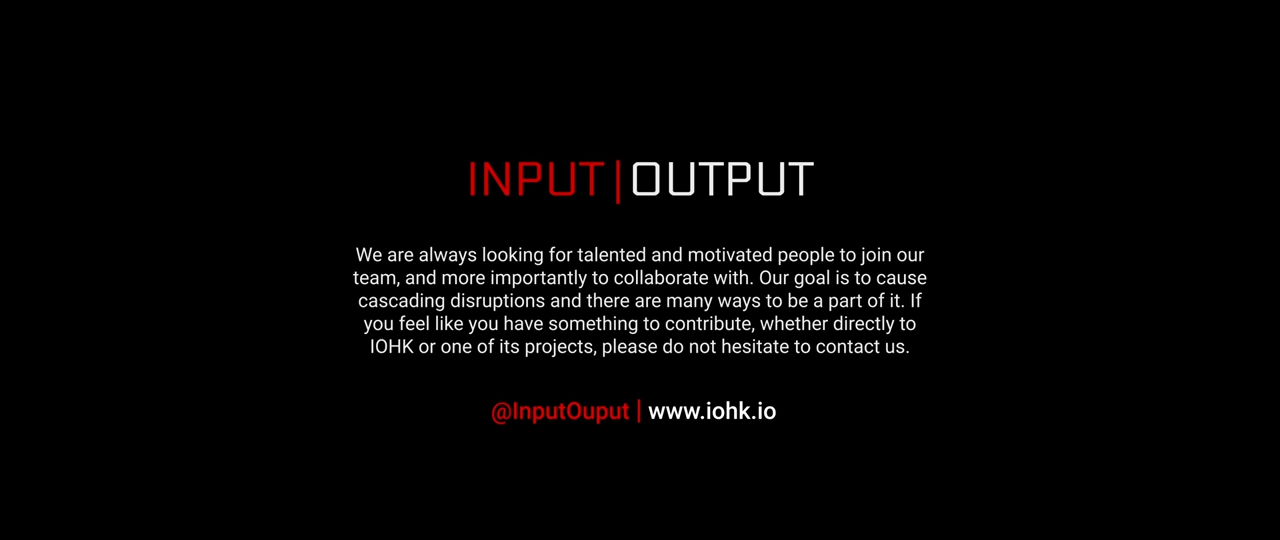 INPUT|OUTPUT
We are always looking for talented and motivated people to join our
team, and more importantly to collaborate with. Our goal is to cause
cascading disruptions and there are many ways to be a part of it. If
you feel like you have something to contribute, whether directly to
IOHK or one of its projects, please do not hesitate to contact us.
@InputOuput | www.iohk.io